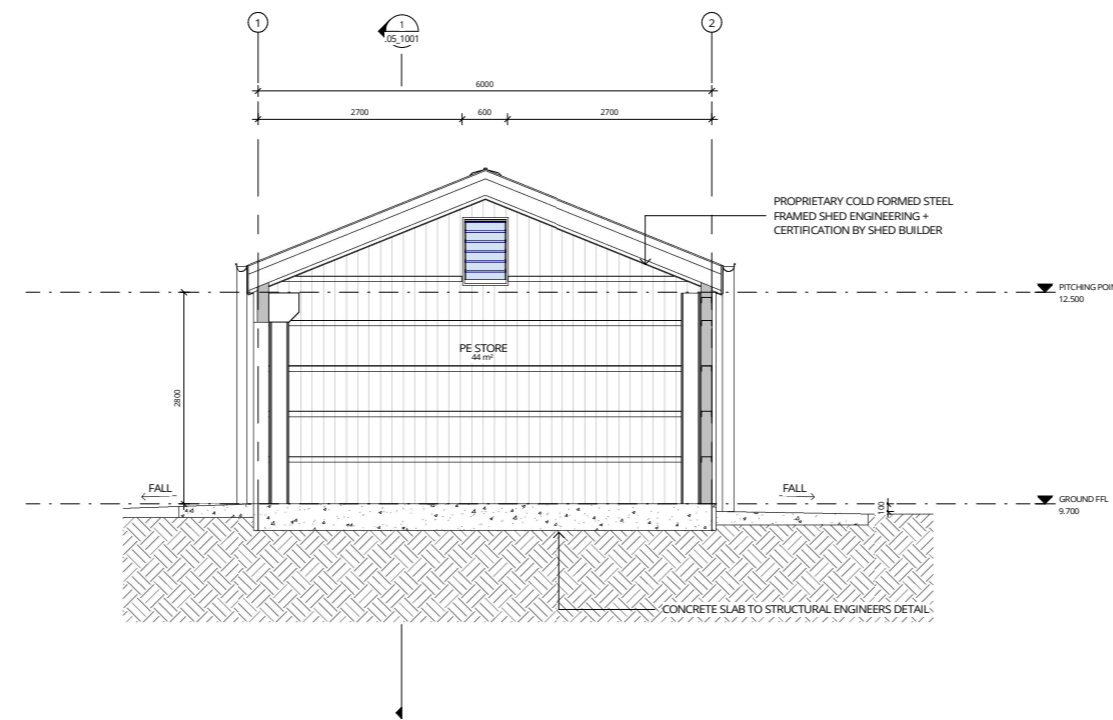 1
1
2
.05_1001
6000
2700
600
2700
PROPRIETARY COLD FORMED STEEL
FRAMED SHED ENGINEERING +
CERTIFICATION BY SHED BUILDER
PITCHING POIN
12.500
PE STORE
44 m²
2800
FALL
FALL
GROUND FFL
9.700
100
CONCRETE SLAB TO STRUCTURAL ENGINEERS DETAIL